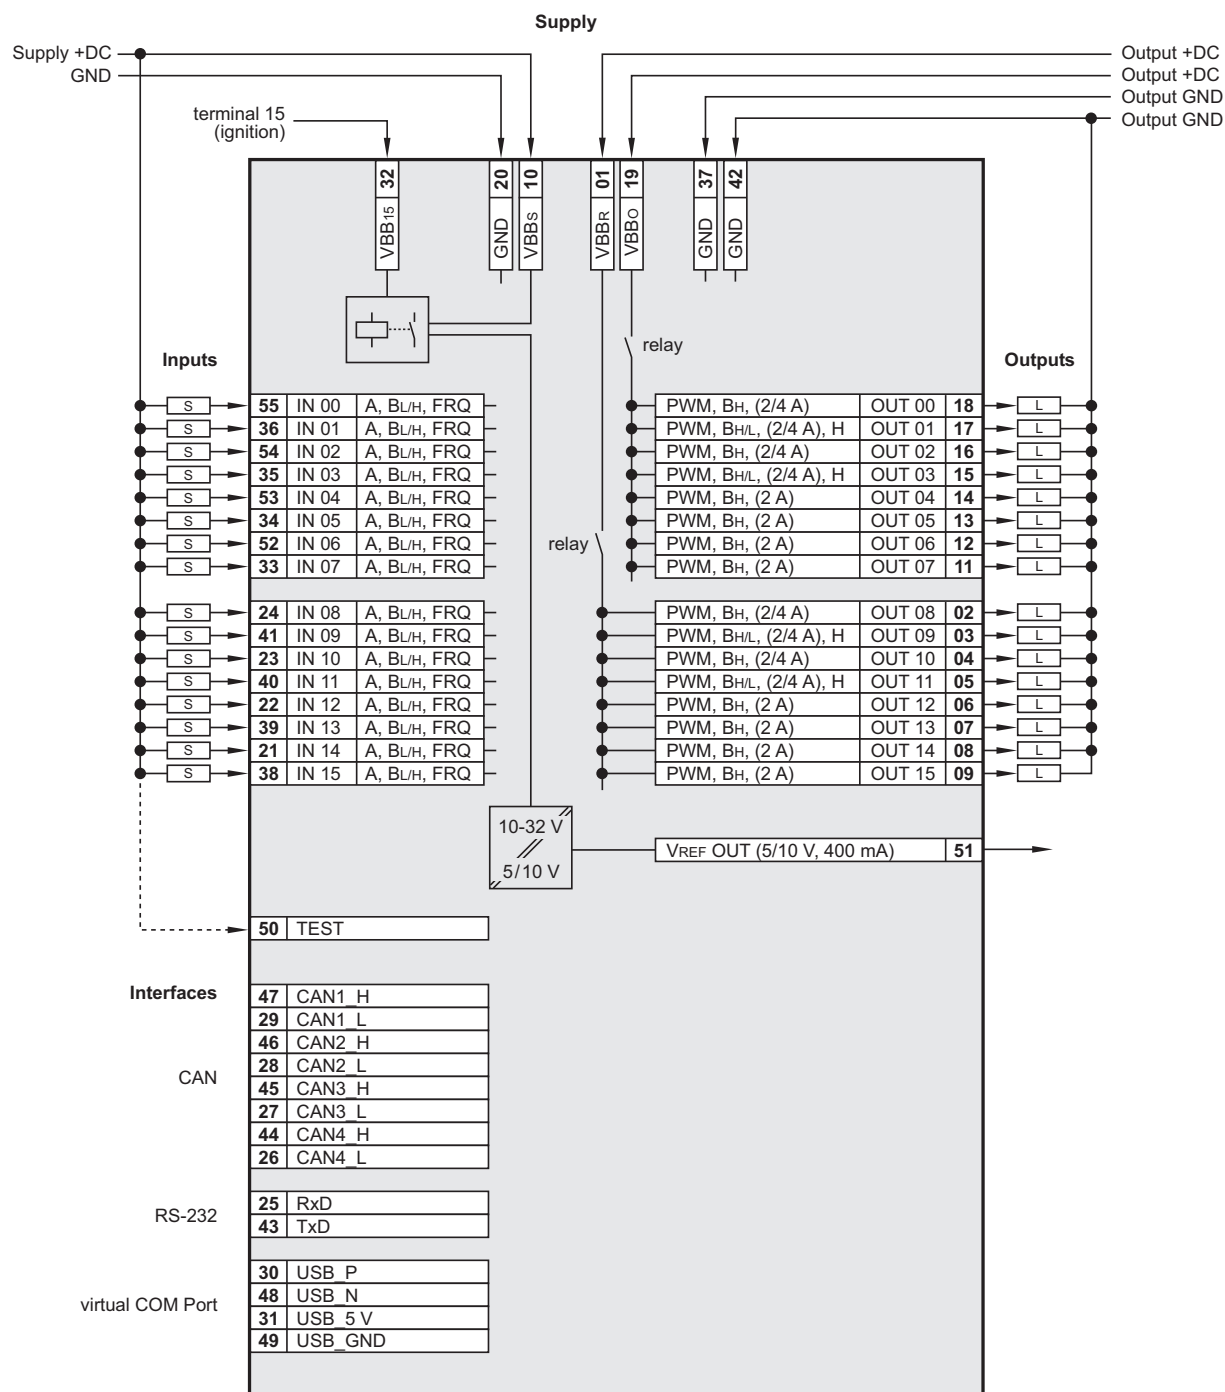 Supply
Supply +DC
GND
Output +DC
Output +DC
Output GND
Output GND
terminal 15
(ignition)
32 VBB15
20 GND
10 VBBS
01 VBBR
19 VBBO
37 GND
42 GND
relay
Inputs
Outputs
S 55 IN 00 A, BL/H, FRQ PWM, BH, (2/4 A) OUT 00 18 L
S 36 IN 01 A, BL/H, FRQ PWM, BH/L, (2/4 A), H OUT 01 17 L
S 54 IN 02 A, BL/H, FRQ PWM, BH, (2/4 A) OUT 02 16 L
S 35 IN 03 A, BL/H, FRQ PWM, BH/L, (2/4 A), H OUT 03 15 L
S 53 IN 04 A, BL/H, FRQ PWM, BH, (2 A) OUT 04 14 L
S 34 IN 05 A, BL/H, FRQ PWM, BH, (2 A) OUT 05 13 L
S 52 IN 06 A, BL/H, FRQ relay PWM, BH, (2 A) OUT 06 12 L
S 33 IN 07 A, BL/H, FRQ PWM, BH, (2 A) OUT 07 11 L
S 24 IN 08 A, BL/H, FRQ PWM, BH, (2/4 A) OUT 08 02 L
S 41 IN 09 A, BL/H, FRQ PWM, BH/L, (2/4 A), H OUT 09 03 L
S 23 IN 10 A, BL/H, FRQ PWM, BH, (2/4 A) OUT 10 04 L
S 40 IN 11 A, BL/H, FRQ PWM, BH/L, (2/4 A), H OUT 11 05 L
S 22 IN 12 A, BL/H, FRQ PWM, BH, (2 A) OUT 12 06 L
S 39 IN 13 A, BL/H, FRQ PWM, BH, (2 A) OUT 13 07 L
S 21 IN 14 A, BL/H, FRQ PWM, BH, (2 A) OUT 14 08 L
S 38 IN 15 A, BL/H, FRQ PWM, BH, (2 A) OUT 15 09 L
10-32 V
5/10 V
VREF OUT (5/10 V, 400 mA) 51
50 TEST
Interfaces
CAN
47 CAN1_H
29 CAN1_L
46 CAN2_H
28 CAN2_L
45 CAN3_H
27 CAN3_L
44 CAN4_H
26 CAN4_L
RS-232
25 RxD
43 TxD
virtual COM Port
30 USB_P
48 USB_N
31 USB_5 V
49 USB_GND